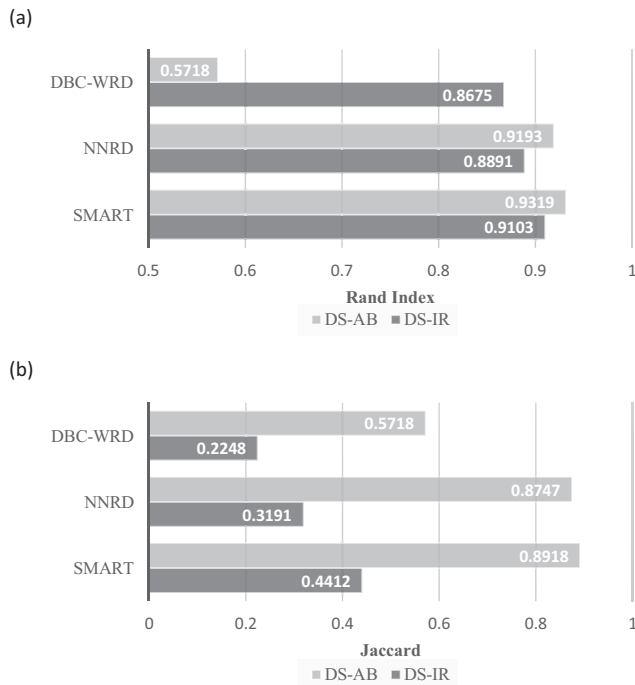 (a)
DBC-WRD
0.5718
0.8675
NNRD
0.9193
0.8891
SMART
0.9319
0.9103
0.5 0.6 0.7 0.8 0.9 1
Rand Index
DS-AB DS-IR
(b)
DBC-WRD
0.5718
0.2248
NNRD
0.8747
0.3191
SMART
0.8918
0.4412
0 0.2 0.4 0.6 0.8 1
Jaccard
DS-AB DS-IR